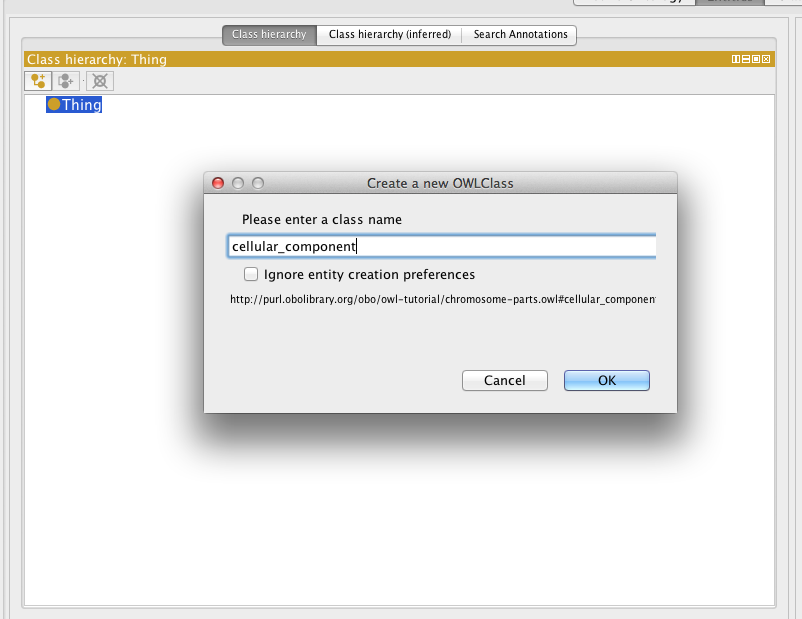 Class hierarchy
Class hierarchy (inferred)
Search Annotations
Class hierarchy: Thing
Thing
Create a new OWLClass
Please enter a class name
cellular_component
Ignore entity creation preferences
http://purl.obolibrary.org/obo/owl-tutorial/chromosome-parts.owl#cellular_componen
Cancel
OK